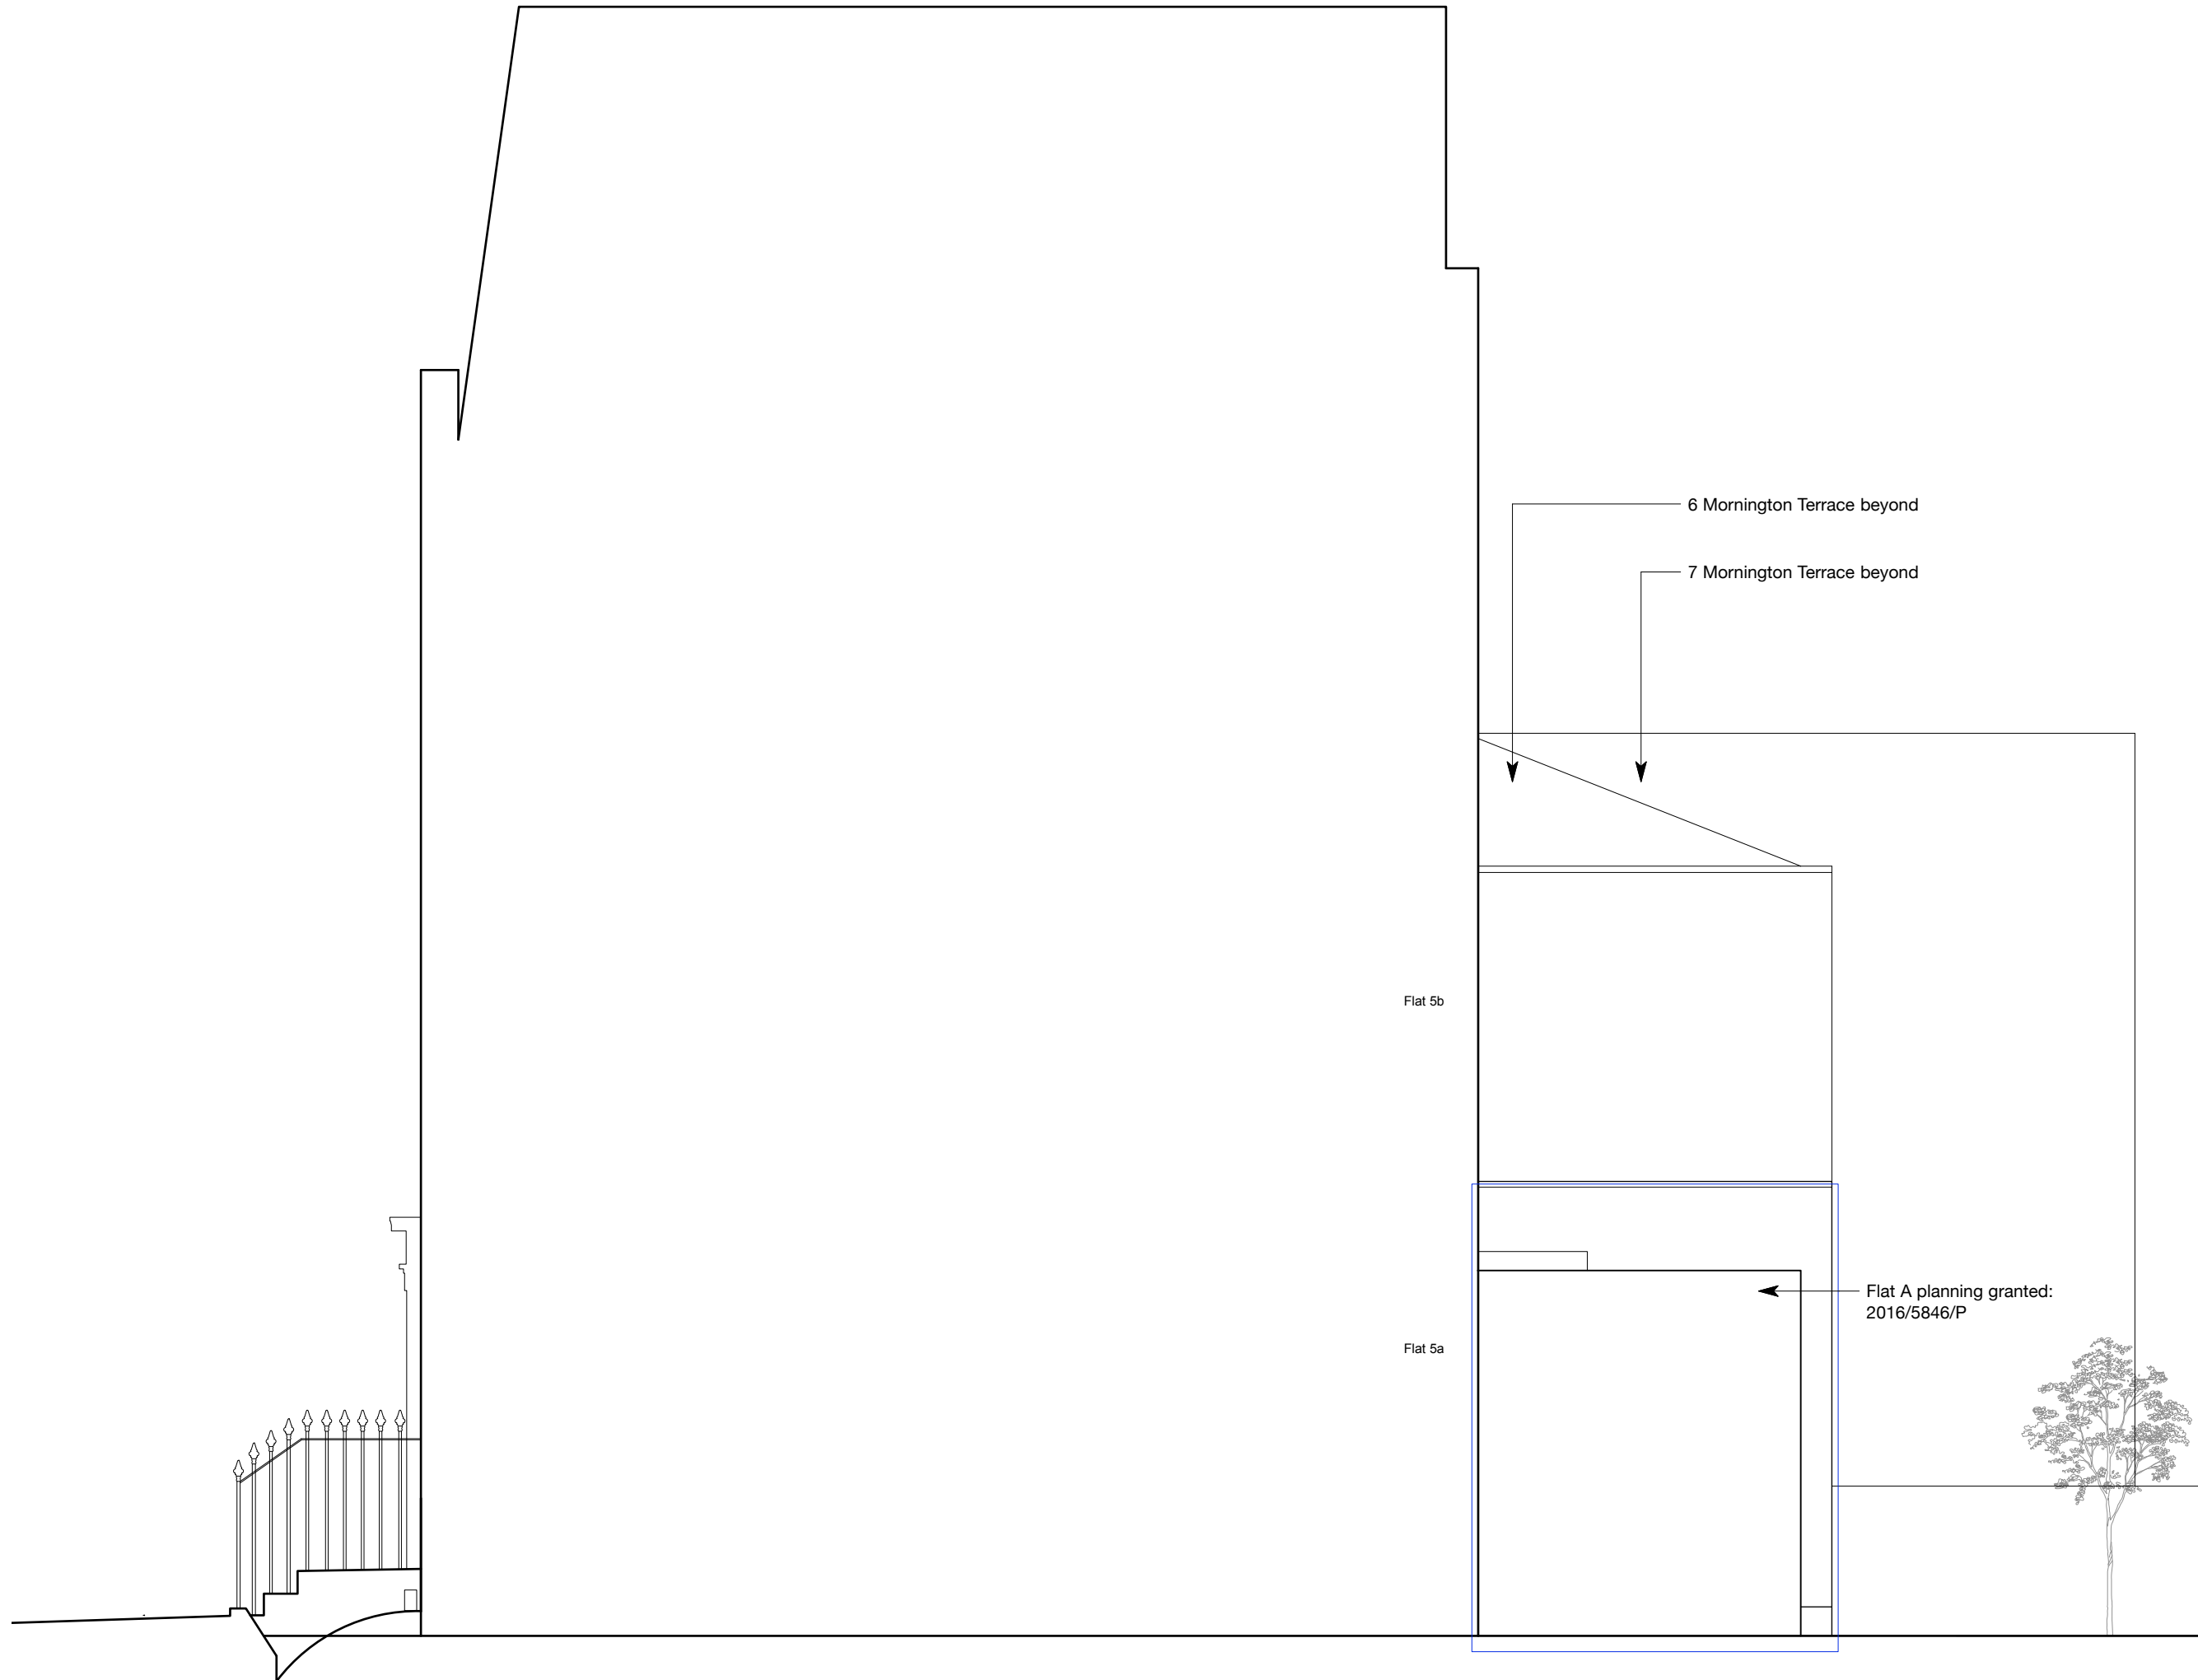 6 Mornington Terrace beyond
7 Mornington Terrace beyond
Flat 5b
Flat A planning granted:
2016/5846/P
Flat 5a